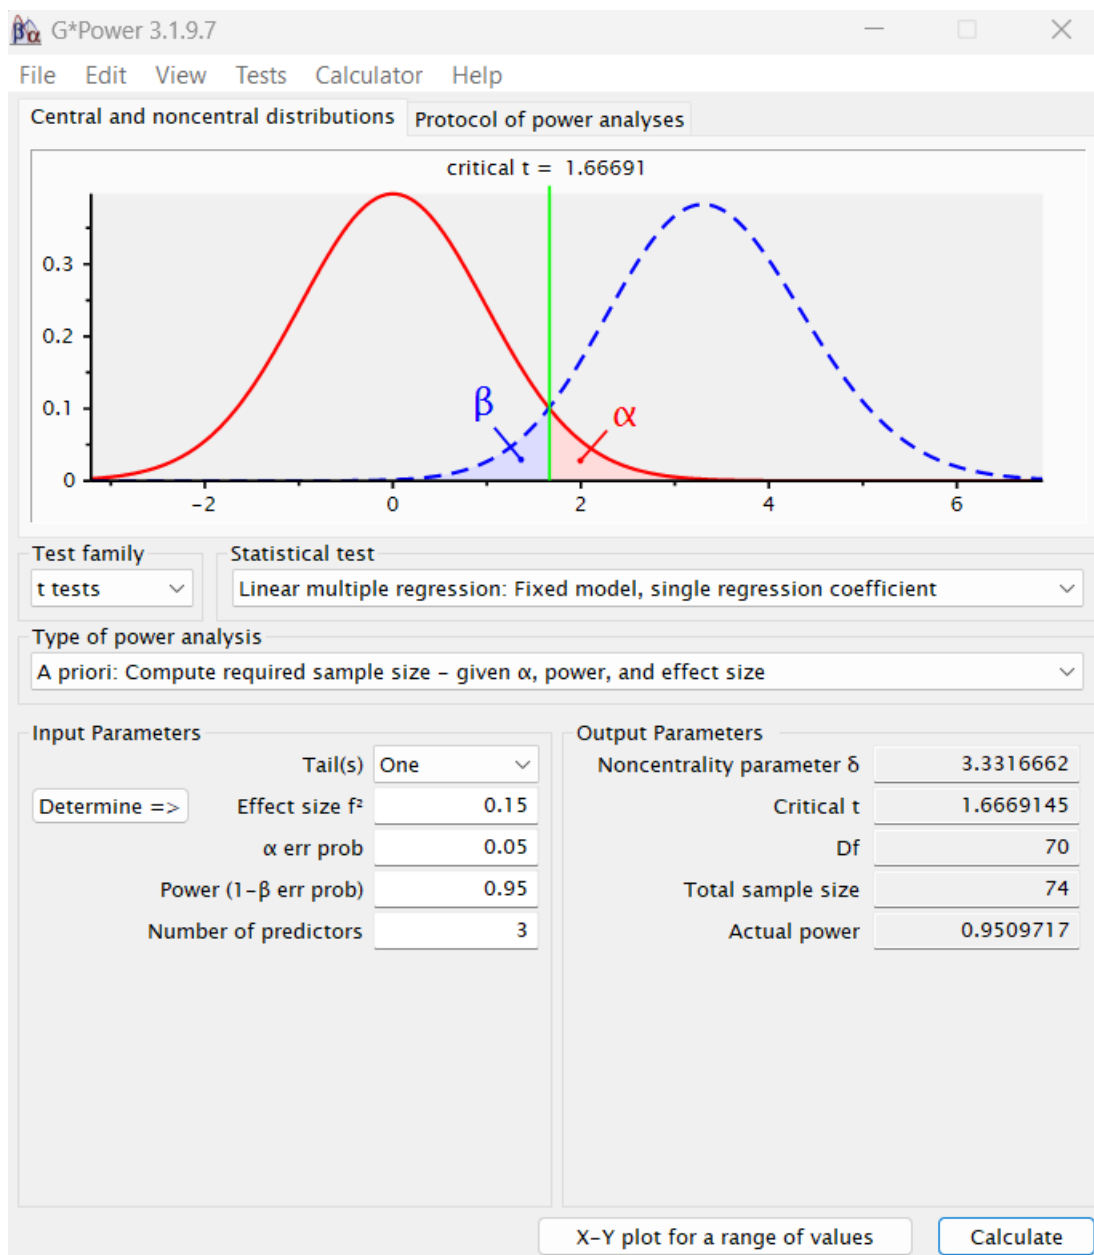 G*Power 3.1.9.7
File Edit View Tests Calculator Help
Central and noncentral distributions Protocol of power analyses
critical t = 1.66691
0.3
0.2
0.1
0
β
α
-2 0 2 4 6
Test family Statistical test
t tests Linear multiple regression: Fixed model, single regression coefficient
Type of power analysis
A priori: Compute required sample size – given α, power, and effect size
Input Parameters Output Parameters
Tail(s) One Noncentrality parameter δ 3.3316662
Determine => Effect size f² 0.15 Critical t 1.6669145
α err prob 0.05 Df 70
Power (1-β err prob) 0.95 Total sample size 74
Number of predictors 3 Actual power 0.9509717
X-Y plot for a range of values Calculate